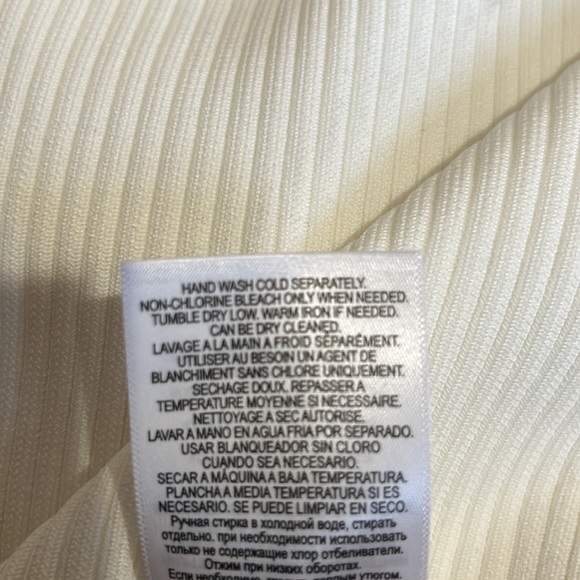 HAND WASH COLD SEPARATELY.
NON-CHLORINE BLEACH ONLY WHEN NEEDED.
TUMBLE DRY LOW. WARM IRON IF NEEDED.
CAN BE DRY CLEANED.
LAVAGE A LA MAIN A FROID SÉPARÉMENT.
UTILISER AU BESOIN UN AGENT DE
BLANCHIMENT SANS CHLORE UNIQUEMENT.
SECHAGE DOUX. REPASSER A
TEMPERATURE MOYENNE SI NECESSAIRE.
NETTOYAGE A SEC AUTORISE.
LAVAR A MANO EN AGUA FRIA POR SEPARADO.
USAR BLANQUEADOR SIN CLORO
CUANDO SEA NECESARIO.
SECAR A MÁQUINA A BAJA TEMPERATURA.
PLANCHA A MEDIA TEMPERATURA SI ES
NECESARIO. SE PUEDE LIMPIAR EN SECO.
Ручная стирка в холодной воде, стирать
отдельно. при необходимости использовать
только не содержащие хлор отбеливатели.
Отжим при низких оборотах.
Если необходимо, утюгом.